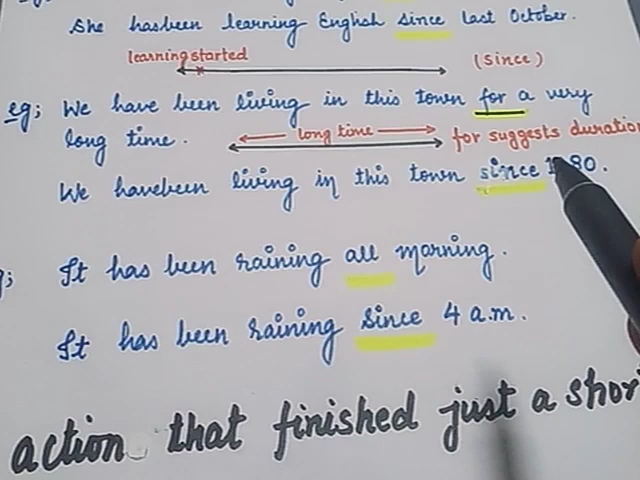 She hasbeen learning English since last October.
learning started
(since)
eg; We have been living in this town for a very
long time. long time for suggests duration
We havebeen living in this town since 80.
It has been raining all morning.
It has been raining since 4 a.m.
action that finished just a shor